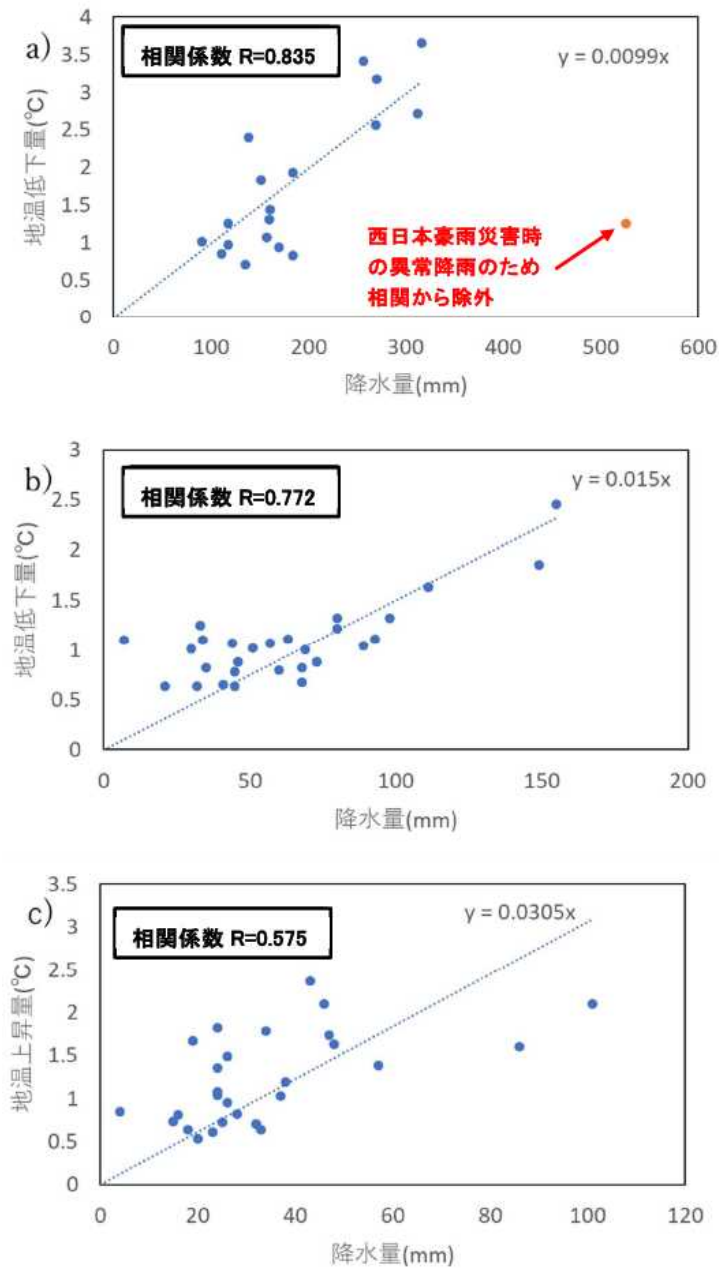 a)
相関係数 R=0.835
y = 0.0099x
地温低下量(℃)
4
3.5
3
2.5
2
1.5
1
0.5
0
西日本豪雨災害時
の異常降雨のため
相関から除外
0 100 200 300 400 500 600
降水量(mm)
b)
相関係数 R=0.772
y = 0.015x
地温低下量(℃)
3
2.5
2
1.5
1
0.5
0
0 50 100 150 200
降水量(mm)
c)
相関係数 R=0.575
y = 0.0305x
地温上昇量(℃)
3.5
3
2.5
2
1.5
1
0.5
0
0 20 40 60 80 100 120
降水量(mm)